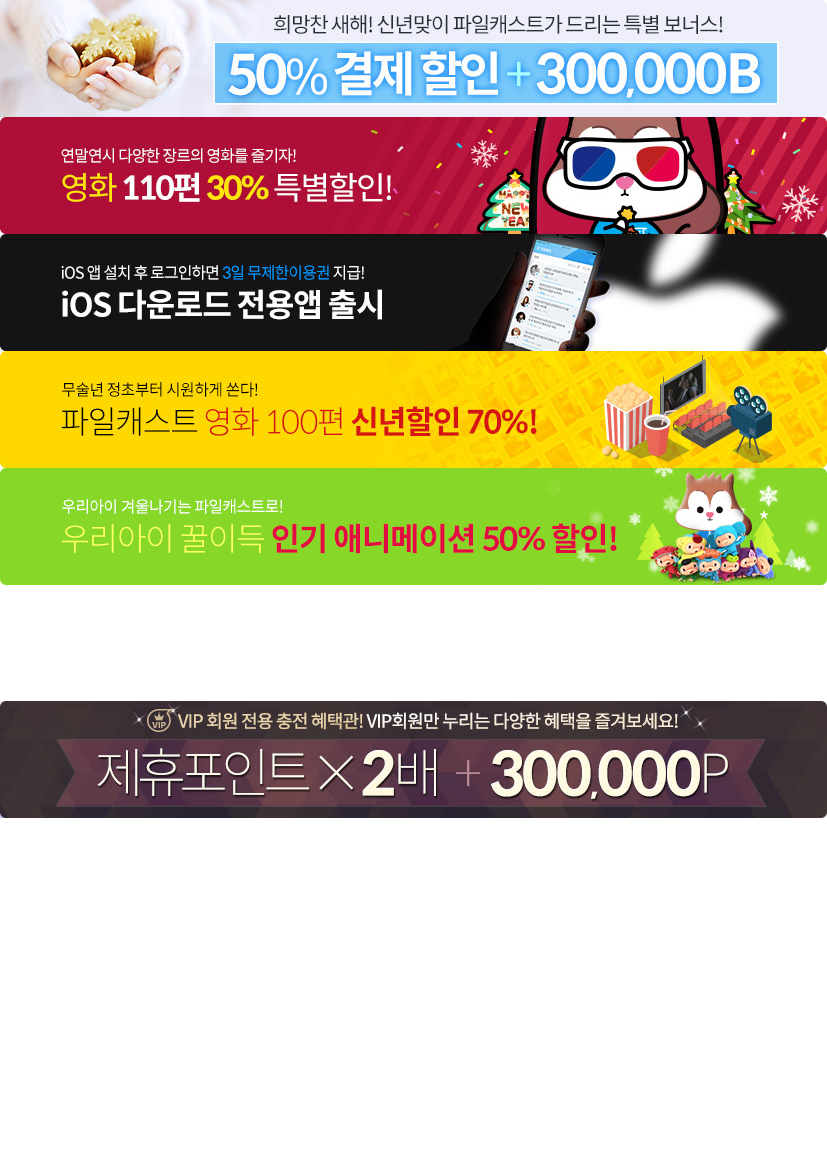 희망찬 새해! 신년맞이 파일캐스트가 드리는 특별 보너스!
50% 결제 할인 + 300,000B
연말연시 다양한 장르의 영화를 즐기자!
영화 110편 30% 특별할인!
HAPPY
NEW
YEAR
iOS 앱 설치 후 로그인하면 3일 무제한이용권 지급!
iOS 다운로드 전용앱 출시
무술년 정초부터 시원하게 쏜다!
파일캐스트 영화 100편 신년할인 70%!
우리아이 겨울나기는 파일캐스트로!
우리아이 꿀이득 인기 애니메이션 50% 할인!
VIP VIP 회원 전용 충전 혜택관! VIP회원만 누리는 다양한 혜택을 즐겨보세요!
제휴포인트 × 2배 + 300,000P